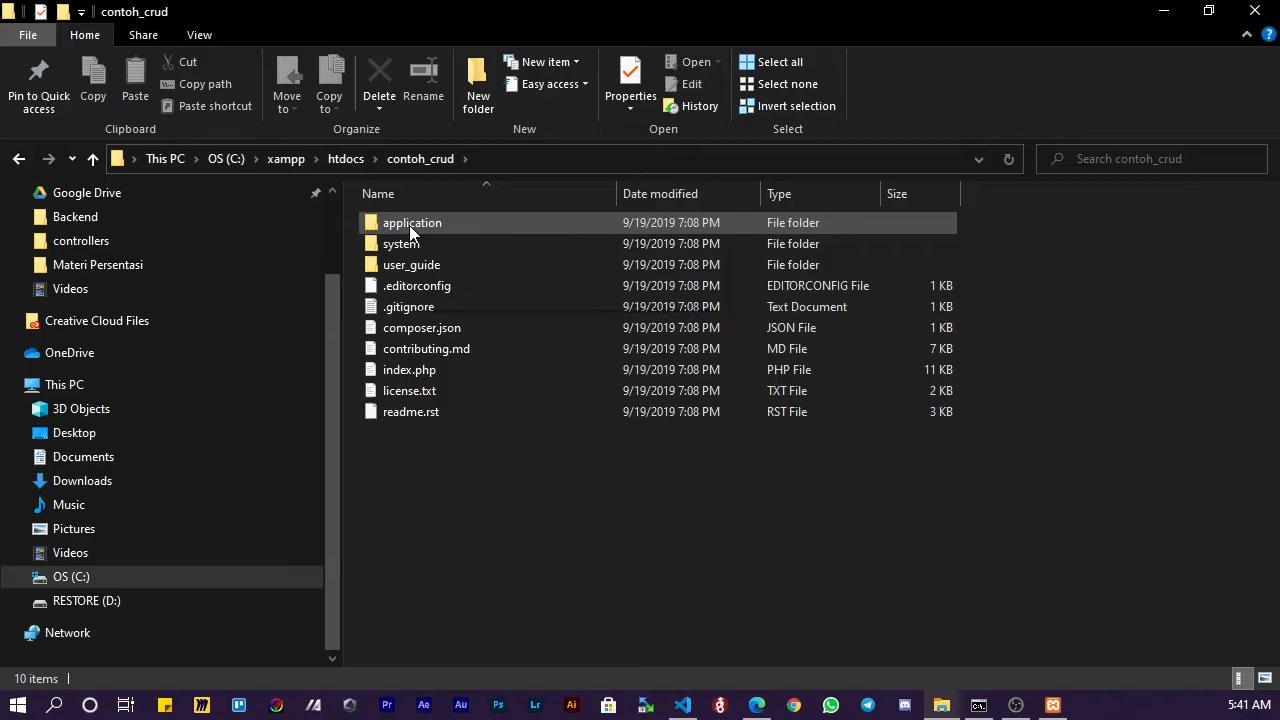 contoh_crud
File Home Share View
Pin to Quick access
Copy
Paste
Cut
Copy path
Paste shortcut
Clipboard
Move to
Copy to
Delete
Rename
Organize
New folder
New item
Easy access
New
Properties
Open
Edit
History
Open
Select all
Select none
Invert selection
Select
This PC > OS (C:) > xampp > htdocs > contoh_crud >
Search contoh_crud
Google Drive
Backend
controllers
Materi Persentasi
Videos
Creative Cloud Files
OneDrive
This PC
3D Objects
Desktop
Documents
Downloads
Music
Pictures
Videos
OS (C:)
RESTORE (D:)
Network
Name Date modified Type Size
application 9/19/2019 7:08 PM File folder
system 9/19/2019 7:08 PM File folder
user_guide 9/19/2019 7:08 PM File folder
.editorconfig 9/19/2019 7:08 PM EDITORCONFIG File 1 KB
.gitignore 9/19/2019 7:08 PM Text Document 1 KB
composer.json 9/19/2019 7:08 PM JSON File 1 KB
contributing.md 9/19/2019 7:08 PM MD File 7 KB
index.php 9/19/2019 7:08 PM PHP File 11 KB
license.txt 9/19/2019 7:08 PM TXT File 2 KB
readme.rst 9/19/2019 7:08 PM RST File 3 KB
10 items
Pr Ae Au Ps Lr Ai
5:41 AM